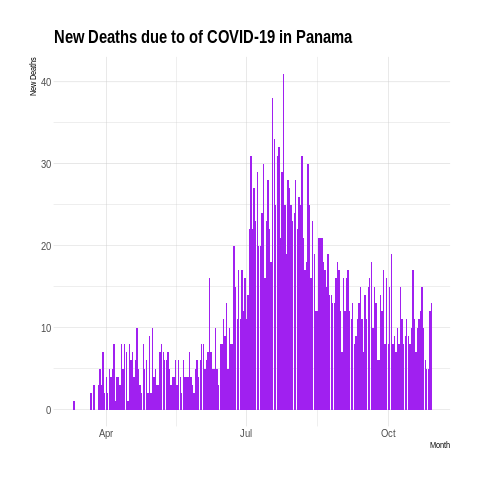 New Deaths due to of COVID-19 in Panama
New Deaths
40
30
20
10
0
Apr
Jul
Oct
Month